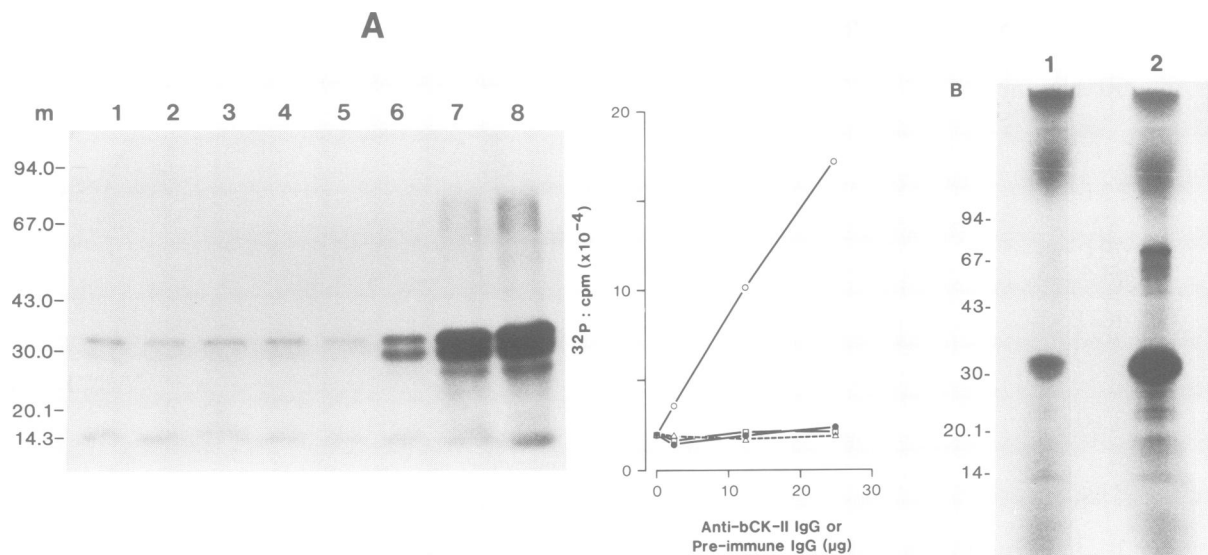 A
m 1 2 3 4 5 6 7 8
94.0-
67.0-
43.0-
30.0-
20.1-
14.3-
32P : cpm (x10-4)
20
10
0
0 10 20 30
Anti-bCK-II IgG or
Pre-immune IgG (µg)
B 1 2
94-
67-
43-
30-
20.1-
14-